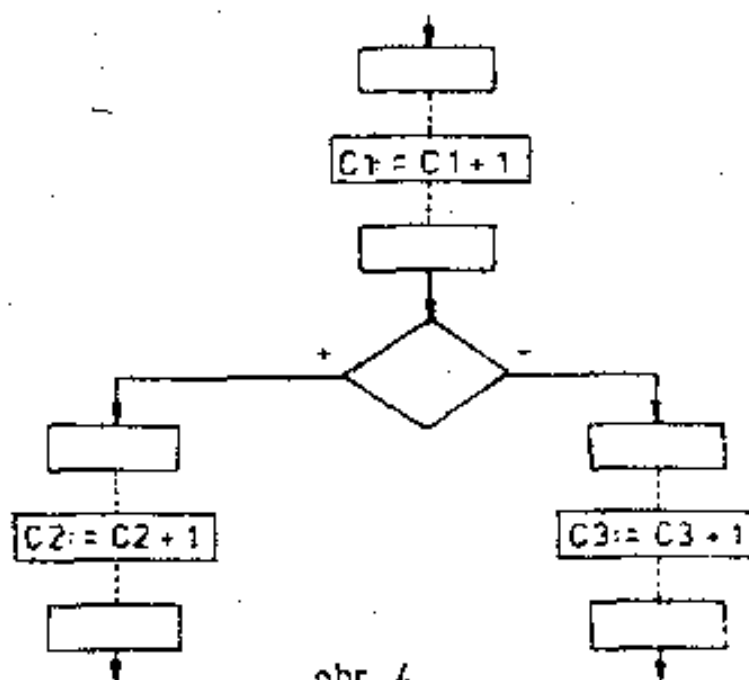 C1:= C1 + 1
+ -
C2:= C2 + 1
C3:= C3 + 1
obr. 4